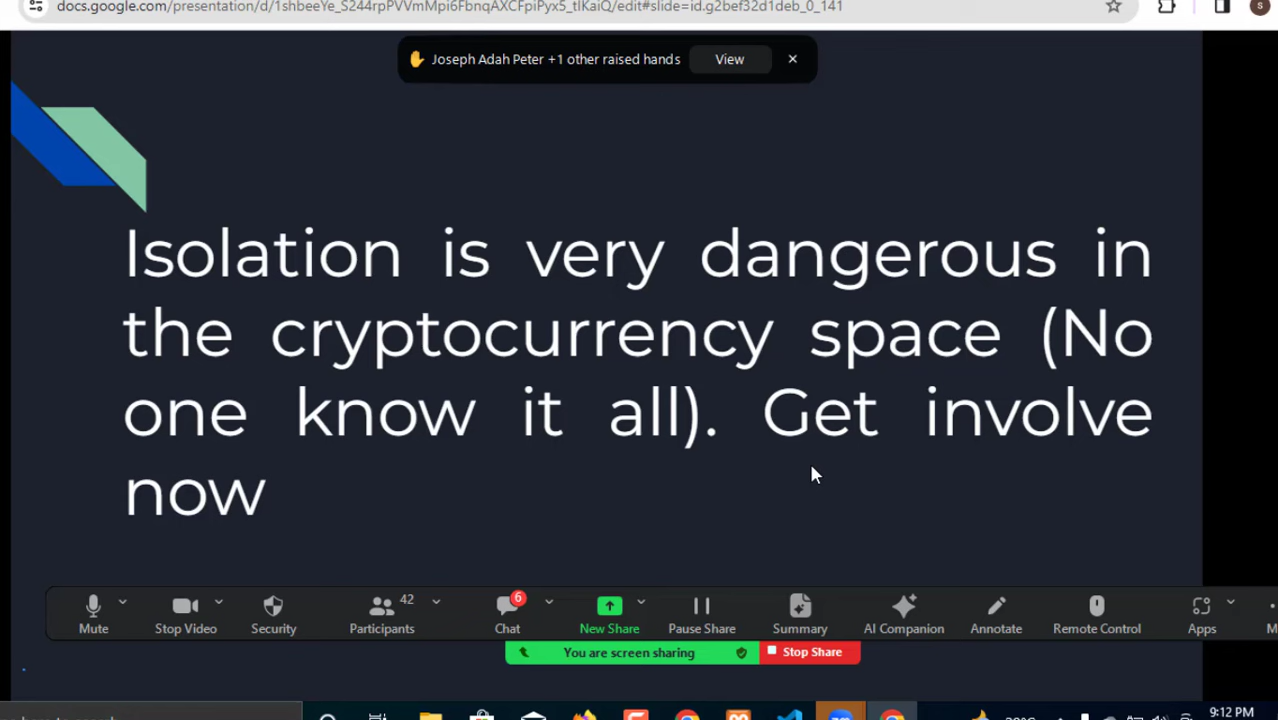 docs.google.com/presentation/d/1shbeeYe_S244rpPVVmMpi6FbnqAXCFpiPyx5_tlKaiQ/edit#slide=id.g2bef32d1deb_0_141
Joseph Adah Peter +1 other raised hands View
Isolation is very dangerous in
the cryptocurrency space (No
one know it all). Get involve
now
42 6
Mute Stop Video Security Participants Chat New Share Pause Share Summary AI Companion Annotate Remote Control Apps
You are screen sharing Stop Share
9:12 PM